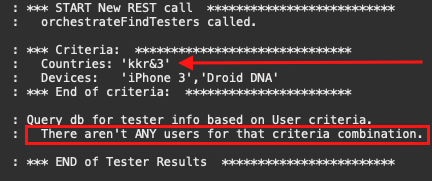 : *** START New REST call **************************
:   orchestrateFindTesters called.
: *** Criteria: ******************************
:   Countries: 'kkr&3'
:   Devices:   'iPhone 3','Droid DNA'
: *** End of criteria: ***********************
: Query db for tester info based on User criteria.
:   There aren't ANY users for that criteria combination.
: *** END of Tester Results ************************